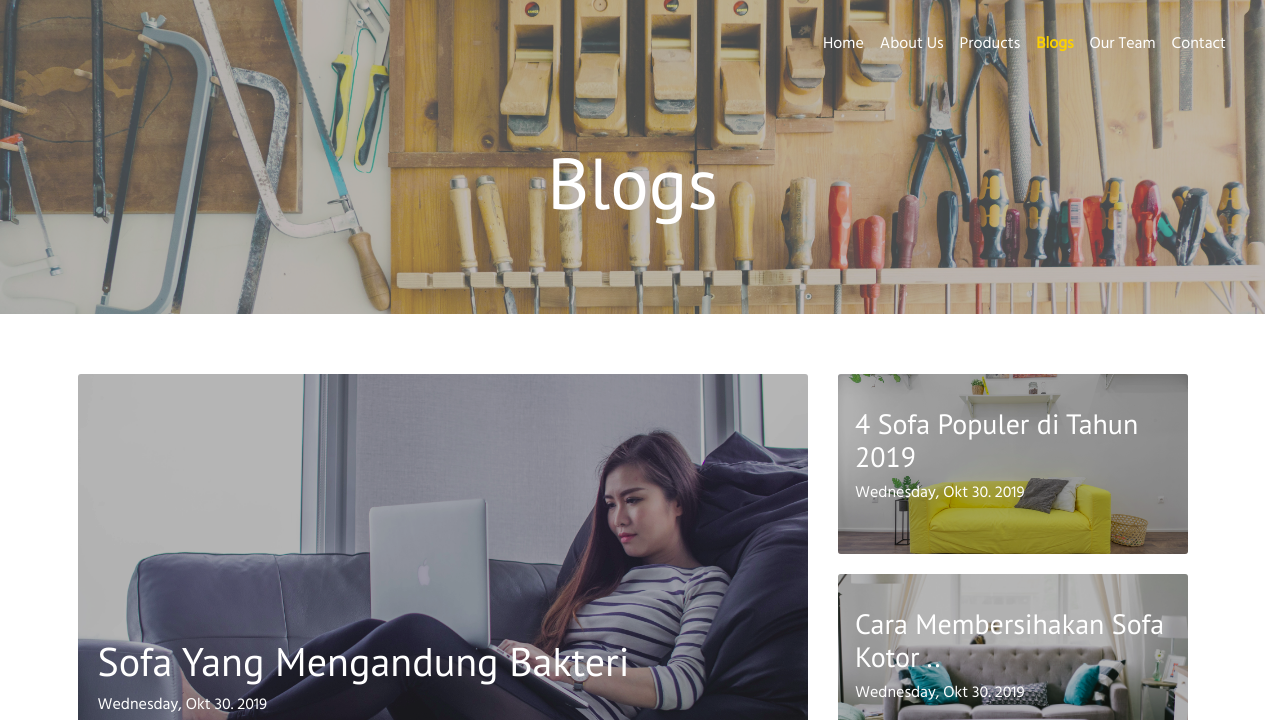 Home About Us Products Blogs Our Team Contact
Blogs
Sofa Yang Mengandung Bakteri
Wednesday, Okt 30. 2019
4 Sofa Populer di Tahun
2019
Wednesday, Okt 30. 2019
Cara Membersihakan Sofa
Kotor ..
Wednesday, Okt 30. 2019